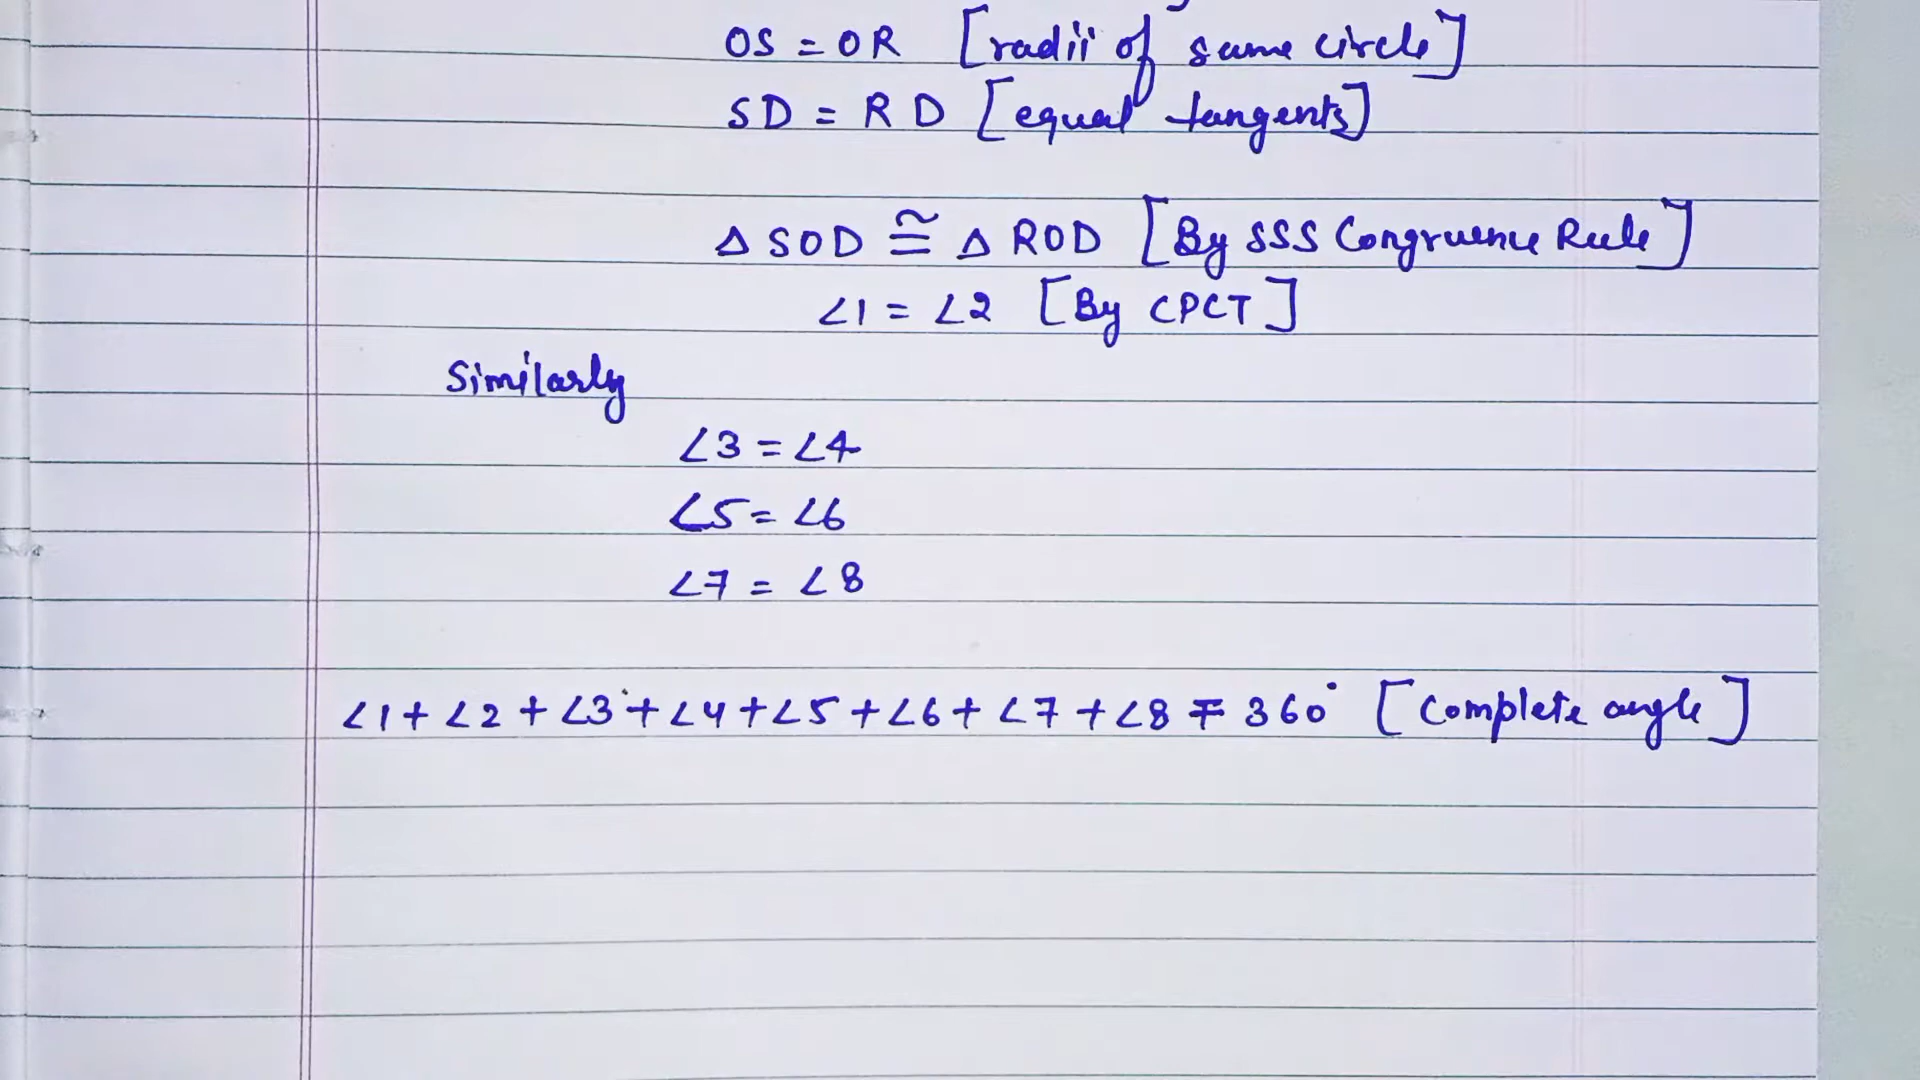 OS = OR [radii of same circle]
SD = RD [equal tangents]
Δ SOD ≅ Δ ROD [By SSS Congruence Rule]
∠1 = ∠2 [By CPCT]
Similarly
∠3 = ∠4
∠5 = ∠6
∠7 = ∠8
∠1 + ∠2 + ∠3 + ∠4 + ∠5 + ∠6 + ∠7 + ∠8 = 360° [Complete angle]